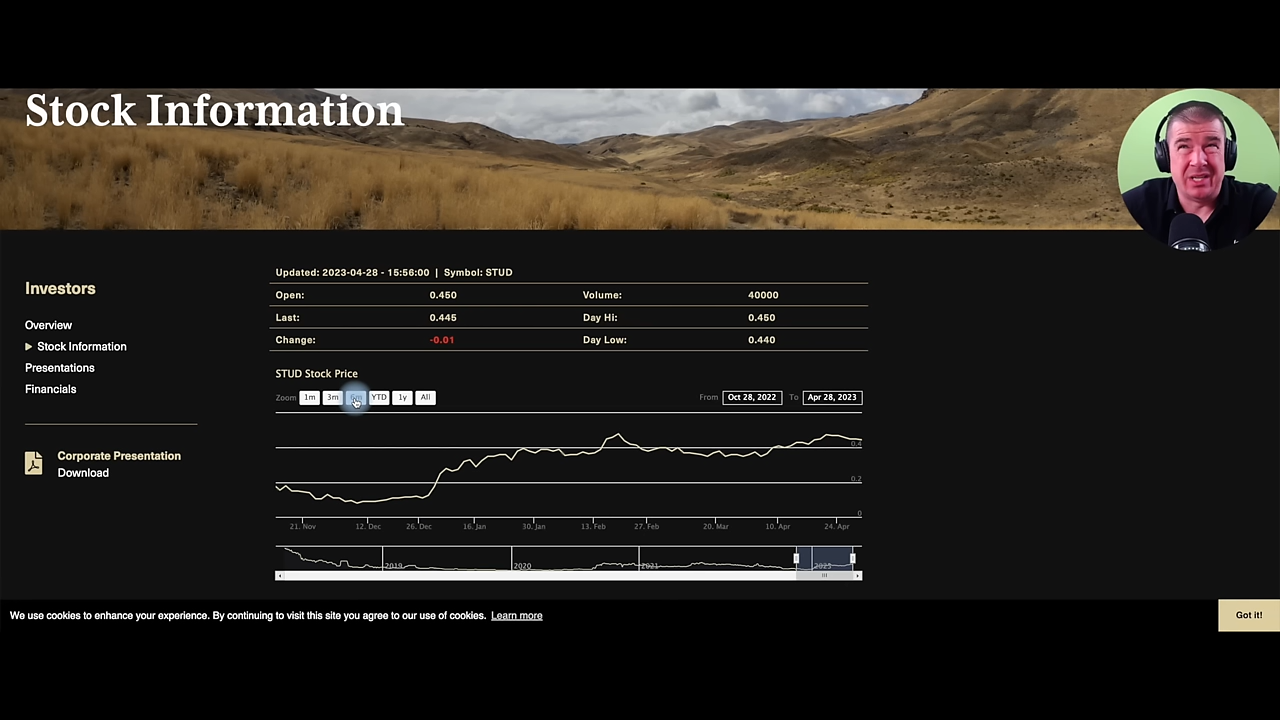 Stock Information
Investors
Overview
Stock Information
Presentations
Financials
Corporate Presentation
Download
Updated: 2023-04-28 - 15:56:00 | Symbol: STUD
Open: 0.450 Volume: 40000
Last: 0.445 Day Hi: 0.450
Change: -0.01 Day Low: 0.440
STUD Stock Price
Zoom 1m 3m 6m YTD 1y All From Oct 28, 2022 To Apr 28, 2023
0.4
0.2
0
21. Nov 12. Dec 26. Dec 16. Jan 30. Jan 13. Feb 27. Feb 20. Mar 10. Apr 24. Apr
2019 2020 2021 2023
We use cookies to enhance your experience. By continuing to visit this site you agree to our use of cookies. Learn more
Got it!